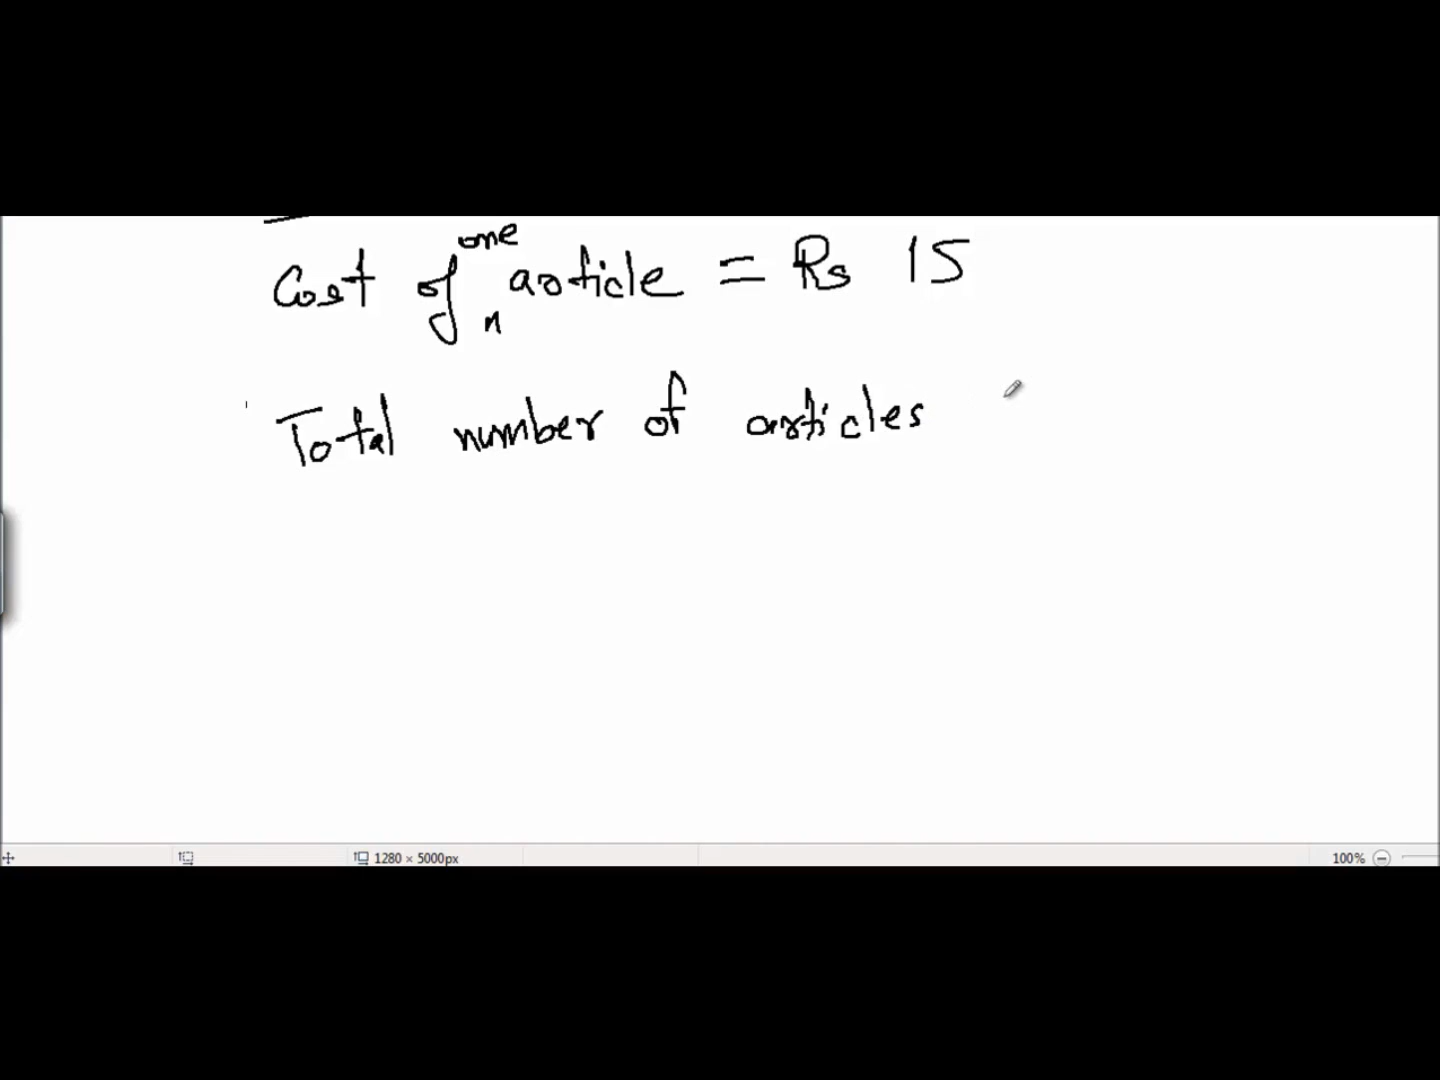 Cost of one article = Rs 15
Total number of articles
1280 × 5000px
100%